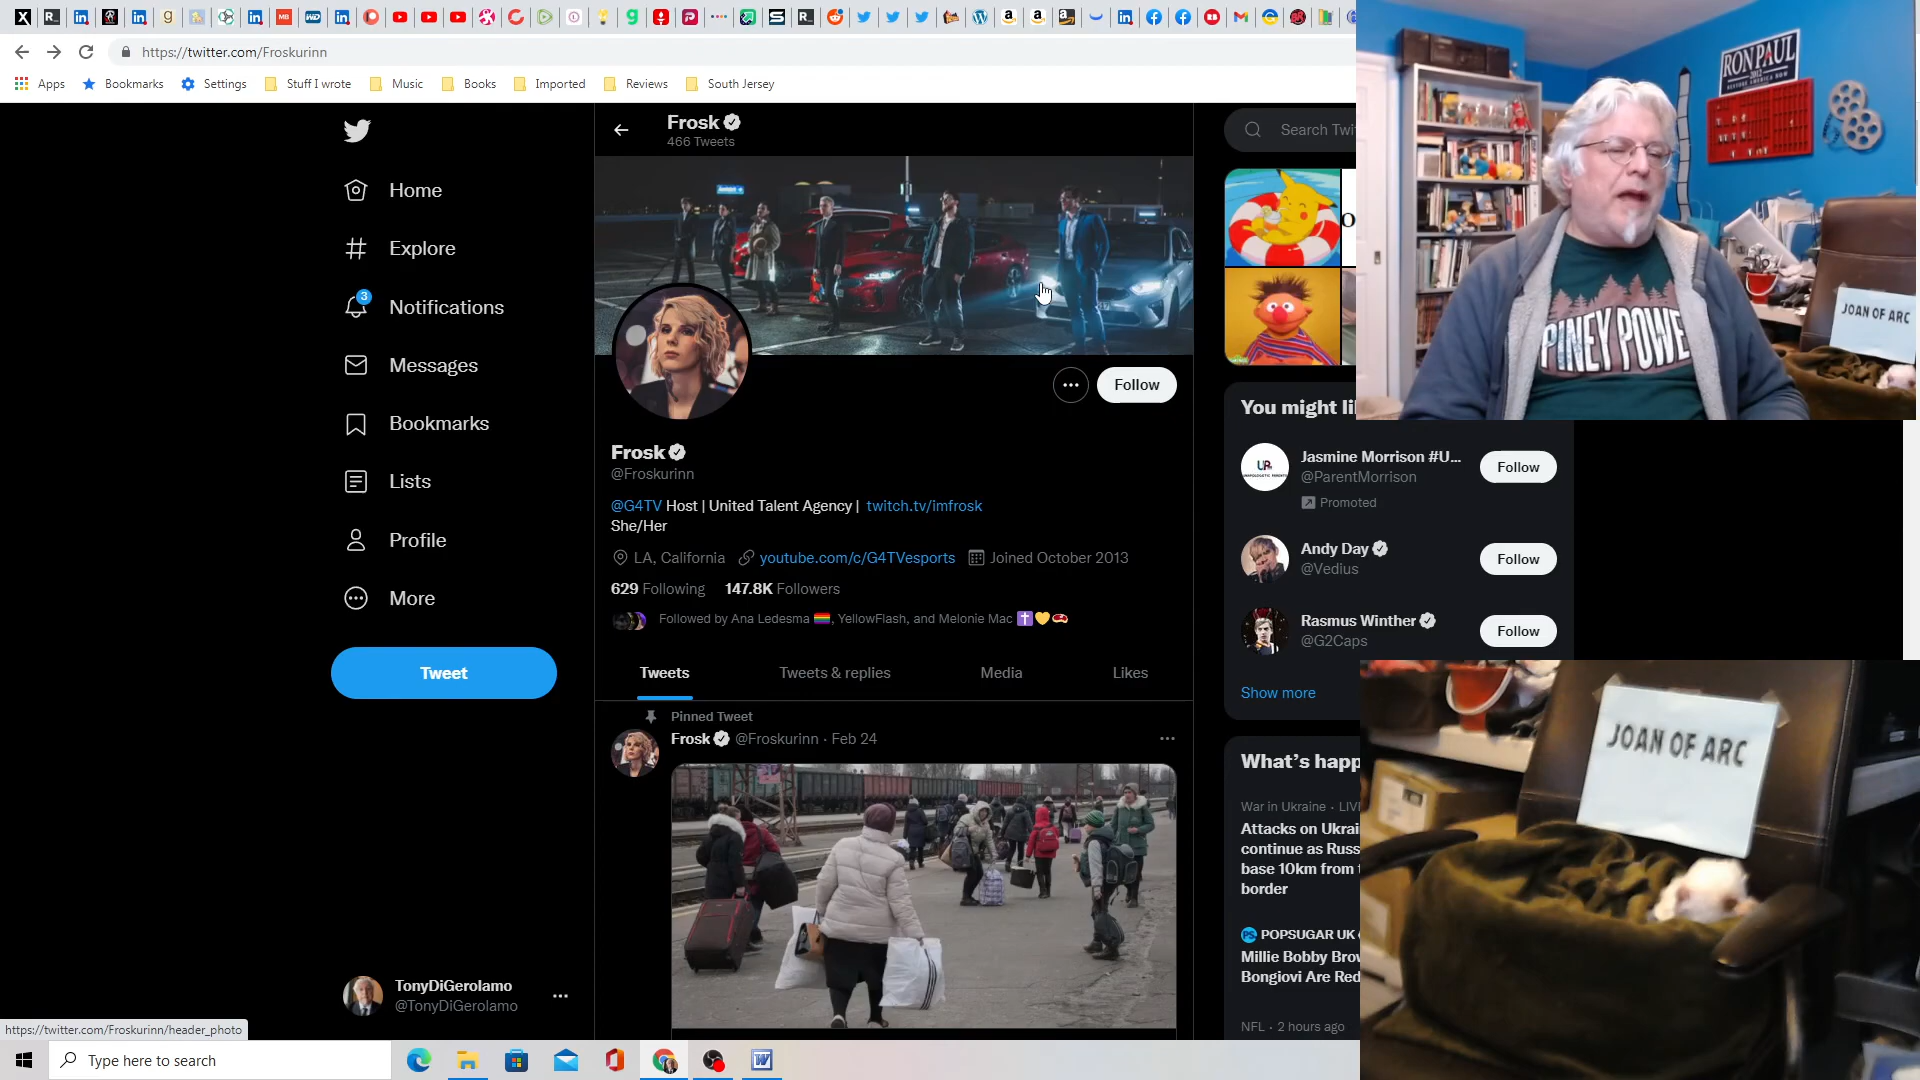 https://twitter.com/Froskurinn
Apps
Bookmarks
Settings
Stuff I wrote
Music
Books
Imported
Reviews
South Jersey
Home
Explore
3
Notifications
Messages
Bookmarks
Lists
Profile
More
Tweet
TonyDiGerolamo
@TonyDiGerolamo
https://twitter.com/Froskurinn/header_photo
Type here to search
Frosk
466 Tweets
Follow
Frosk
@Froskurinn
@G4TV Host | United Talent Agency | twitch.tv/imfrosk
She/Her
LA, California youtube.com/c/G4TVesports Joined October 2013
629 Following 147.8K Followers
Followed by Ana Ledesma 🏳️‍🌈, YellowFlash, and Melonie Mac ✝️💛🥩
Tweets Tweets & replies Media Likes
Pinned Tweet
Frosk @Froskurinn · Feb 24
Search Twi
You might li
Jasmine Morrison #U...
@ParentMorrison
Promoted
Follow
Andy Day
@Vedius
Follow
Rasmus Winther
@G2Caps
Follow
Show more
What's happ
War in Ukraine · LIV
Attacks on Ukrai
continue as Russ
base 10km from t
border
POPSUGAR UK
Millie Bobby Brow
Bongiovi Are Red
NFL · 2 hours ago
RON PAUL
2012
RESTORE AMERICA NOW
PINEY POWE
JOAN OF ARC
JOAN OF ARC